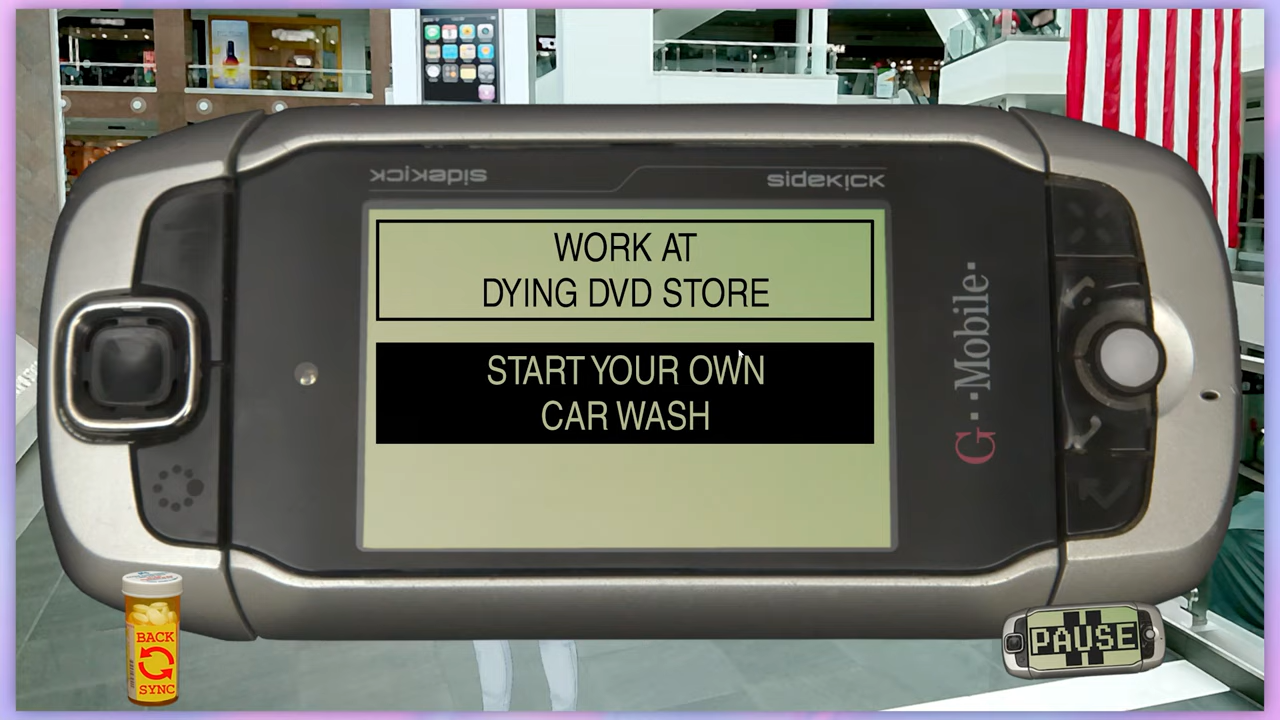 sidekick
sidekick
WORK AT
DYING DVD STORE
START YOUR OWN
CAR WASH
G··Mobile·
BACK
SYNC
PAUSE